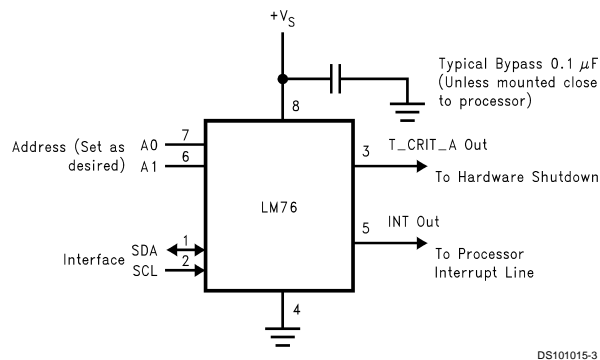 +VS
Typical Bypass 0.1 μF
(Unless mounted close
to processor)
8
Address (Set as
desired)
A0
7
A1
6
3
T_CRIT_A Out
To Hardware Shutdown
LM76
5
INT Out
To Processor
Interrupt Line
Interface
SDA
1
SCL
2
4
DS101015-3